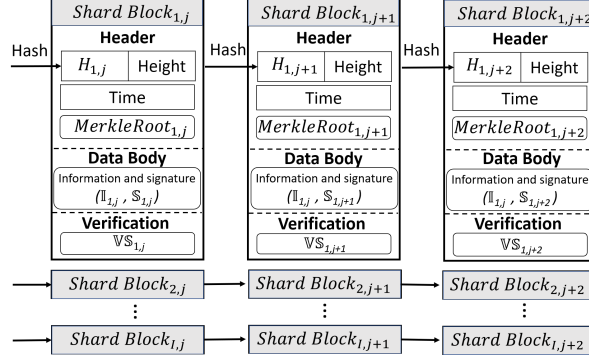 Shard Block1,j Shard Block1,j+1 Shard Block1,j+2
Header Header Header
Hash Hash Hash
H1,j Height H1,j+1 Height H1,j+2 Height
Time Time Time
MerkleRoot1,j MerkleRoot1,j+1 MerkleRoot1,j+2
Data Body Data Body Data Body
Information and signature Information and signature Information and signature
(𝕀1,j , 𝕊1,j) (𝕀1,j , 𝕊1,j+1) (𝕀1,j , 𝕊1,j+2)
Verification Verification Verification
𝕍𝕊1,j 𝕍𝕊1,j+1 𝕍𝕊1,j+2
Shard Block2,j Shard Block2,j+1 Shard Block2,j+2
⋮ ⋮ ⋮
Shard BlockI,j Shard BlockI,j+1 Shard BlockI,j+2